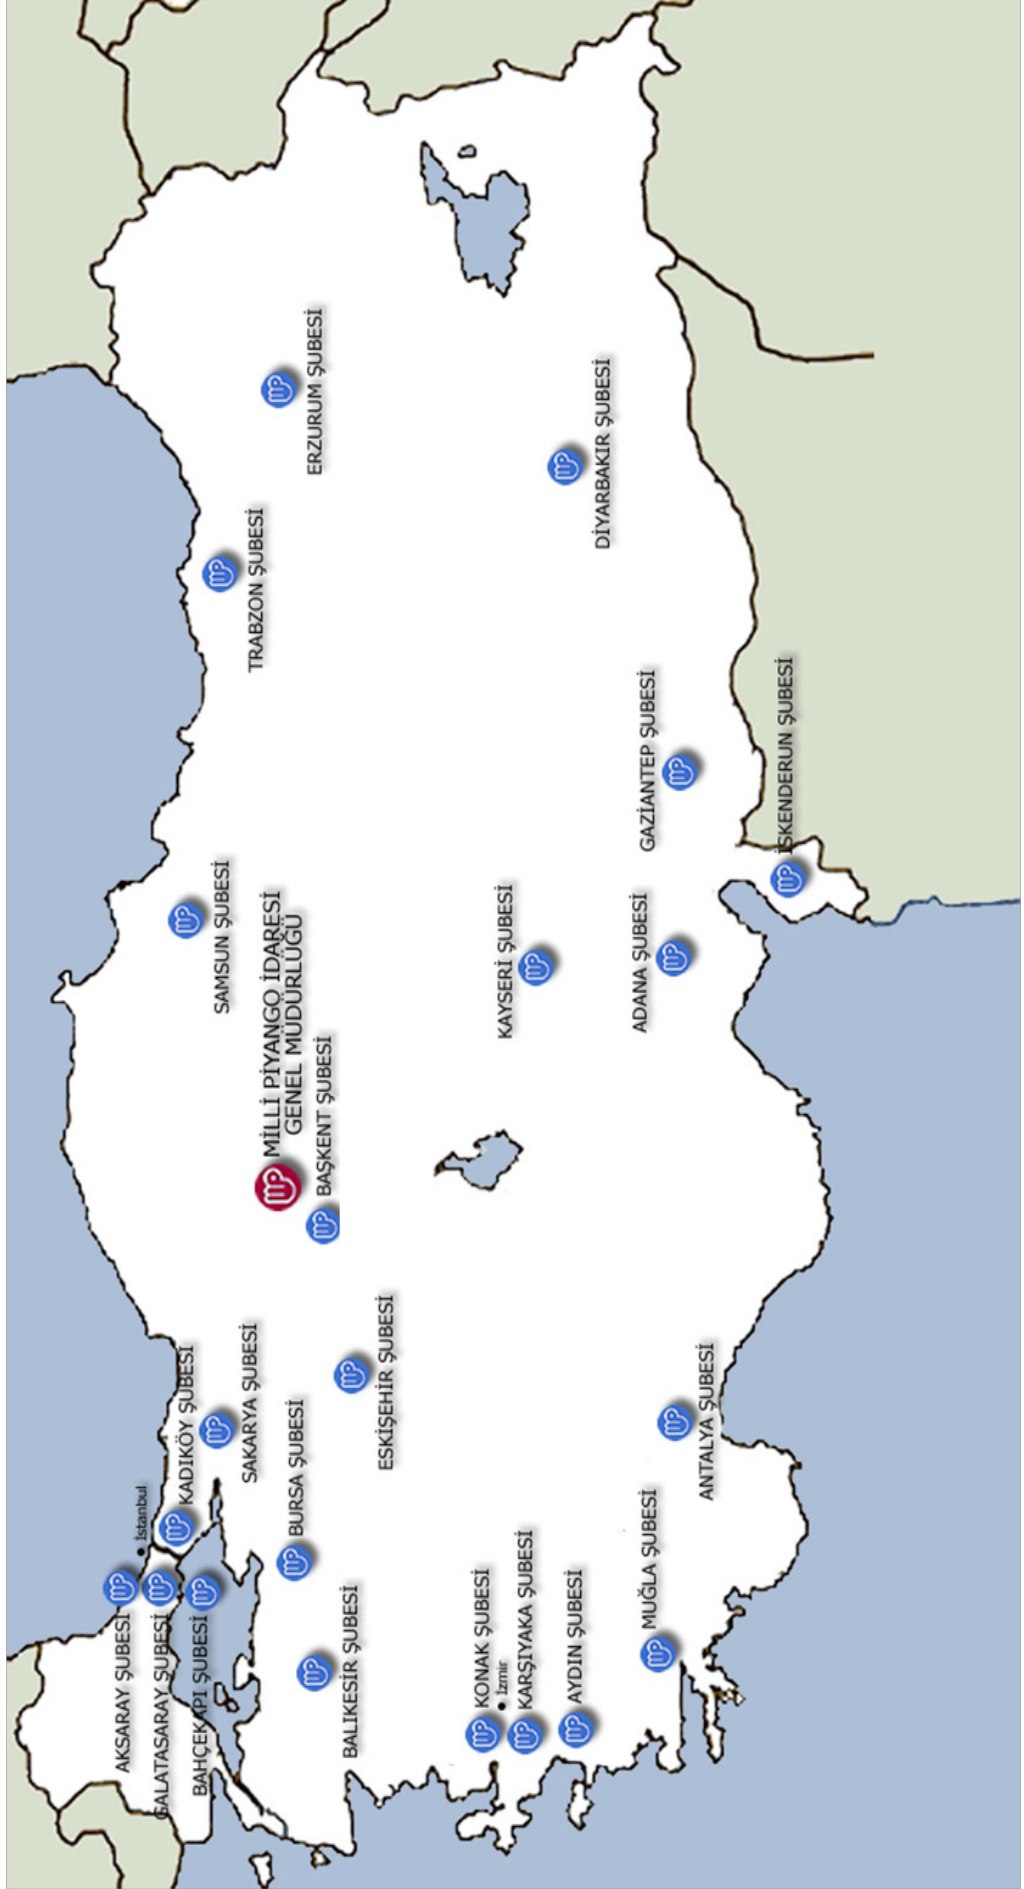 AKSARAY ŞUBESİ
İstanbul
GALATASARAY ŞUBESİ
KADIKÖY ŞUBESİ
BAHÇEKAPI ŞUBESİ
SAKARYA ŞUBESİ
SAMSUN ŞUBESİ
TRABZON ŞUBESİ
MİLLİ PİYANGO İDARESİ
GENEL MÜDÜRLÜĞÜ
BAŞKENT ŞUBESİ
ERZURUM ŞUBESİ
BURSA ŞUBESİ
BALIKESİR ŞUBESİ
ESKİŞEHİR ŞUBESİ
KONAK ŞUBESİ
İzmir
KARŞIYAKA ŞUBESİ
KAYSERİ ŞUBESİ
AYDIN ŞUBESİ
DİYARBAKIR ŞUBESİ
MUĞLA ŞUBESİ
ADANA ŞUBESİ
GAZİANTEP ŞUBESİ
ANTALYA ŞUBESİ
İSKENDERUN ŞUBESİ